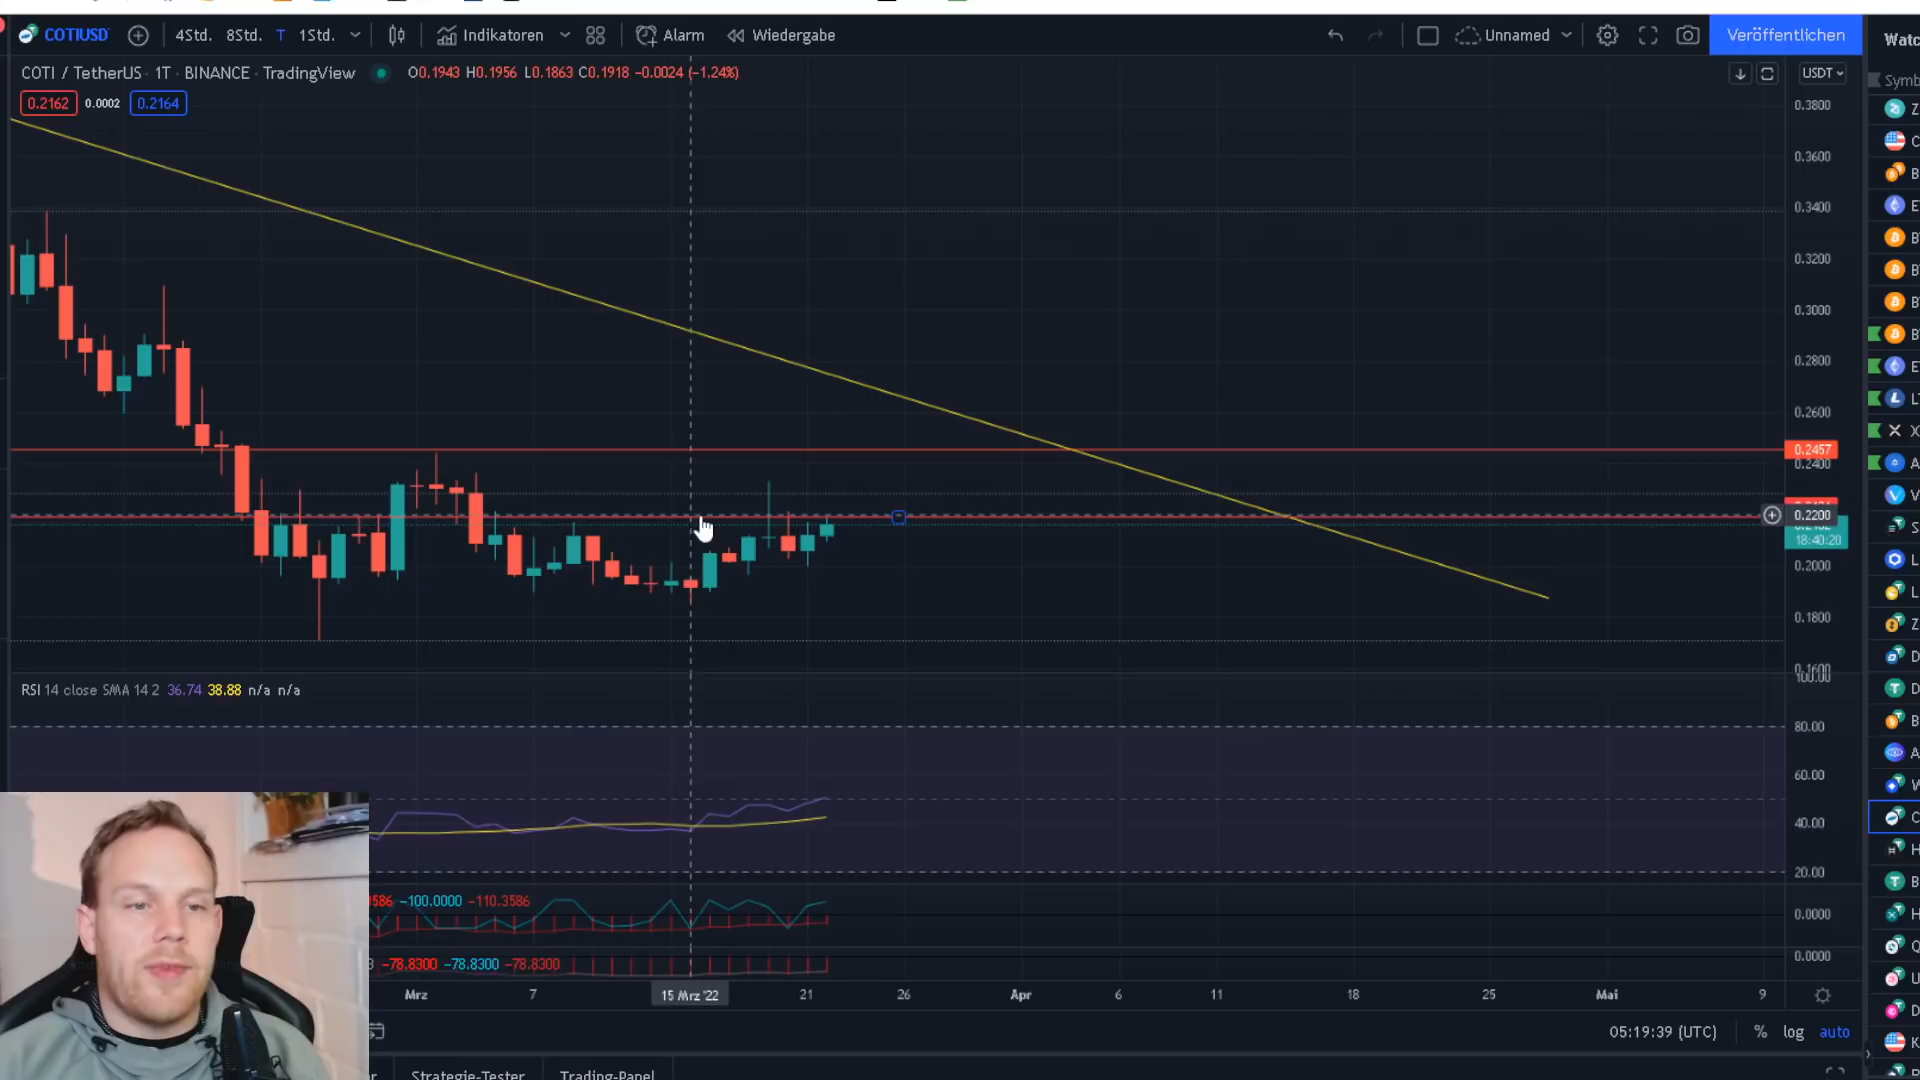 COTIUSD 4Std. 8Std. T 1Std. Indikatoren Alarm Wiedergabe Unnamed Veröffentlichen
COTI / TetherUS · 1T · BINANCE · TradingView O0.1943 H0.1956 L0.1863 C0.1918 −0.0024 (−1.24%) USDT
0.2162 0.0002 0.2164
0.3800
0.3600
0.3400
0.3200
0.3000
0.2800
0.2600
0.2457
0.2400
0.2200
18:40:20
0.2000
0.1800
0.1600
RSI 14 close SMA 14 2 36.74 38.88 n/a n/a
100.00
80.00
60.00
40.00
20.00
−100.0000 −110.3586
0.0000
−78.8300 −78.8300 −78.8300
0.0000
Mrz 7 15 Mrz '22 21 26 Apr 6 11 18 25 Mai 9
05:19:39 (UTC) % log auto
Strategie-Tester Trading-Panel